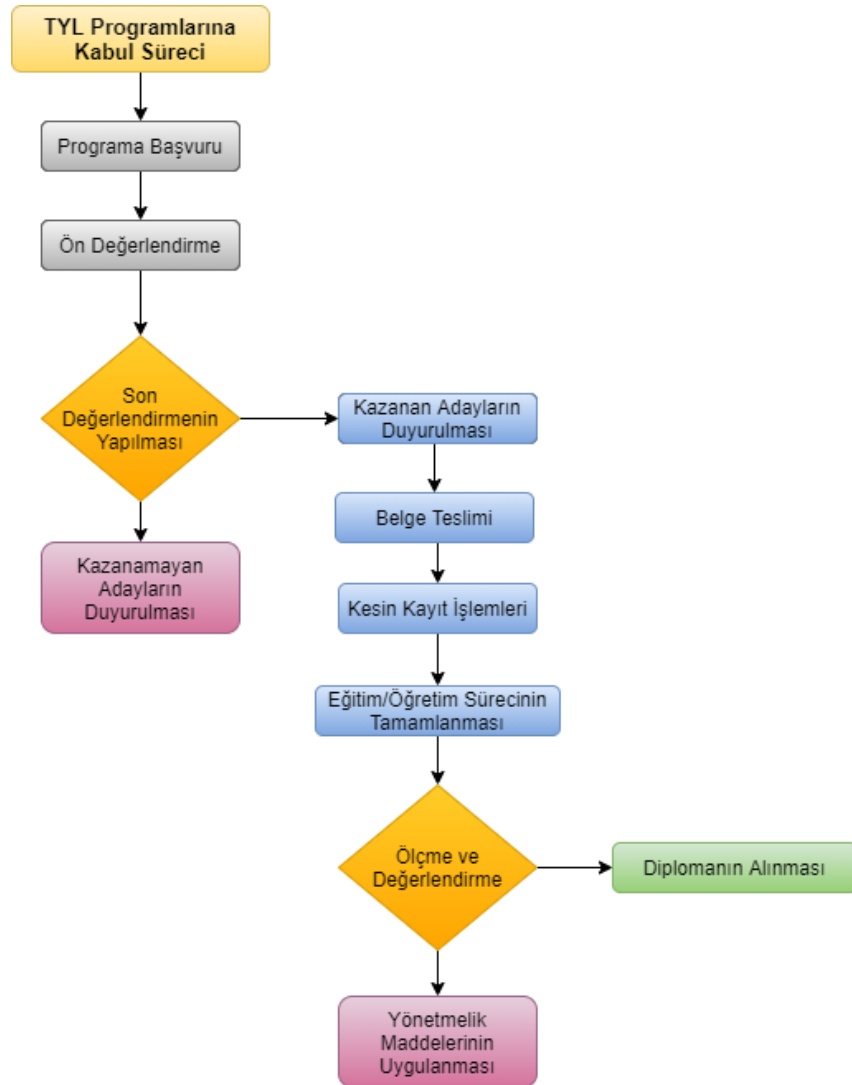 TYL Programlarına
Kabul Süreci
Programa Başvuru
Ön Değerlendirme
Son
Değerlendirmenin
Yapılması
Kazanan Adayların
Duyurulması
Belge Teslimi
Kazanamayan
Adayların
Duyurulması
Kesin Kayıt İşlemleri
Eğitim/Öğretim Sürecinin
Tamamlanması
Ölçme ve
Değerlendirme
Diplomanın Alınması
Yönetmelik
Maddelerinin
Uygulanması